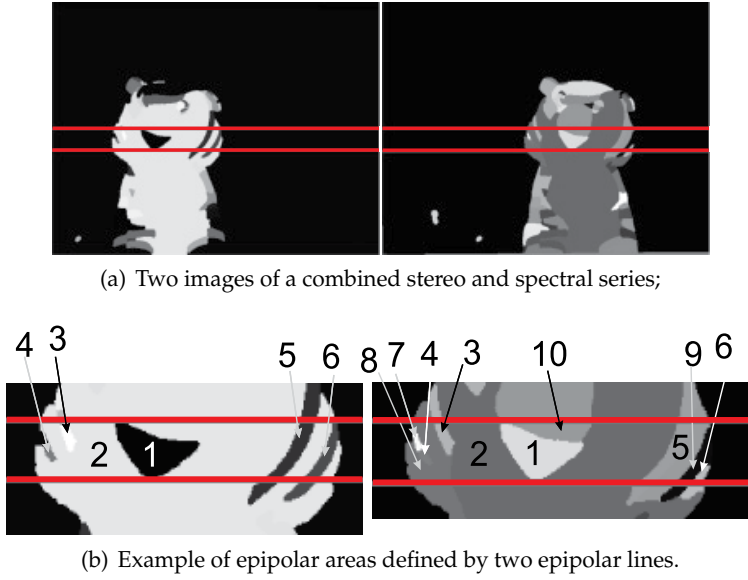 (a) Two images of a combined stereo and spectral series;
4 3 5 6 8 7 4 3 10 9 6
2 1 2 1 5
(b) Example of epipolar areas defined by two epipolar lines.